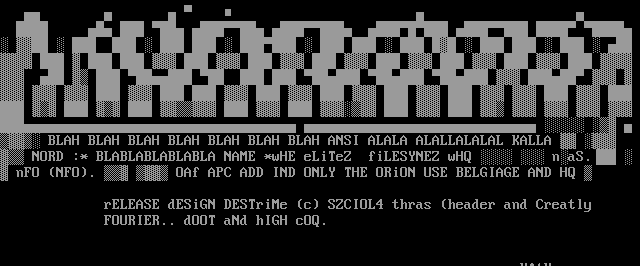 BLAH BLAH BLAH BLAH BLAH BLAH BLAH ANSI ALALA ALALLALALAL KALLA
NORD :* BLABLABLABLABLA NAME *wHE eLiTeZ fiLESYNEZ wHQ n aS.
nFO (NFO). OAf APC ADD IND ONLY THE ORiON USE BELGIAGE AND HQ
rELEASE dESiGN DESTriMe (c) SZCIOL4 thras (header and Creatly
FOURIER.. dOOT aNd hIGH cOQ.